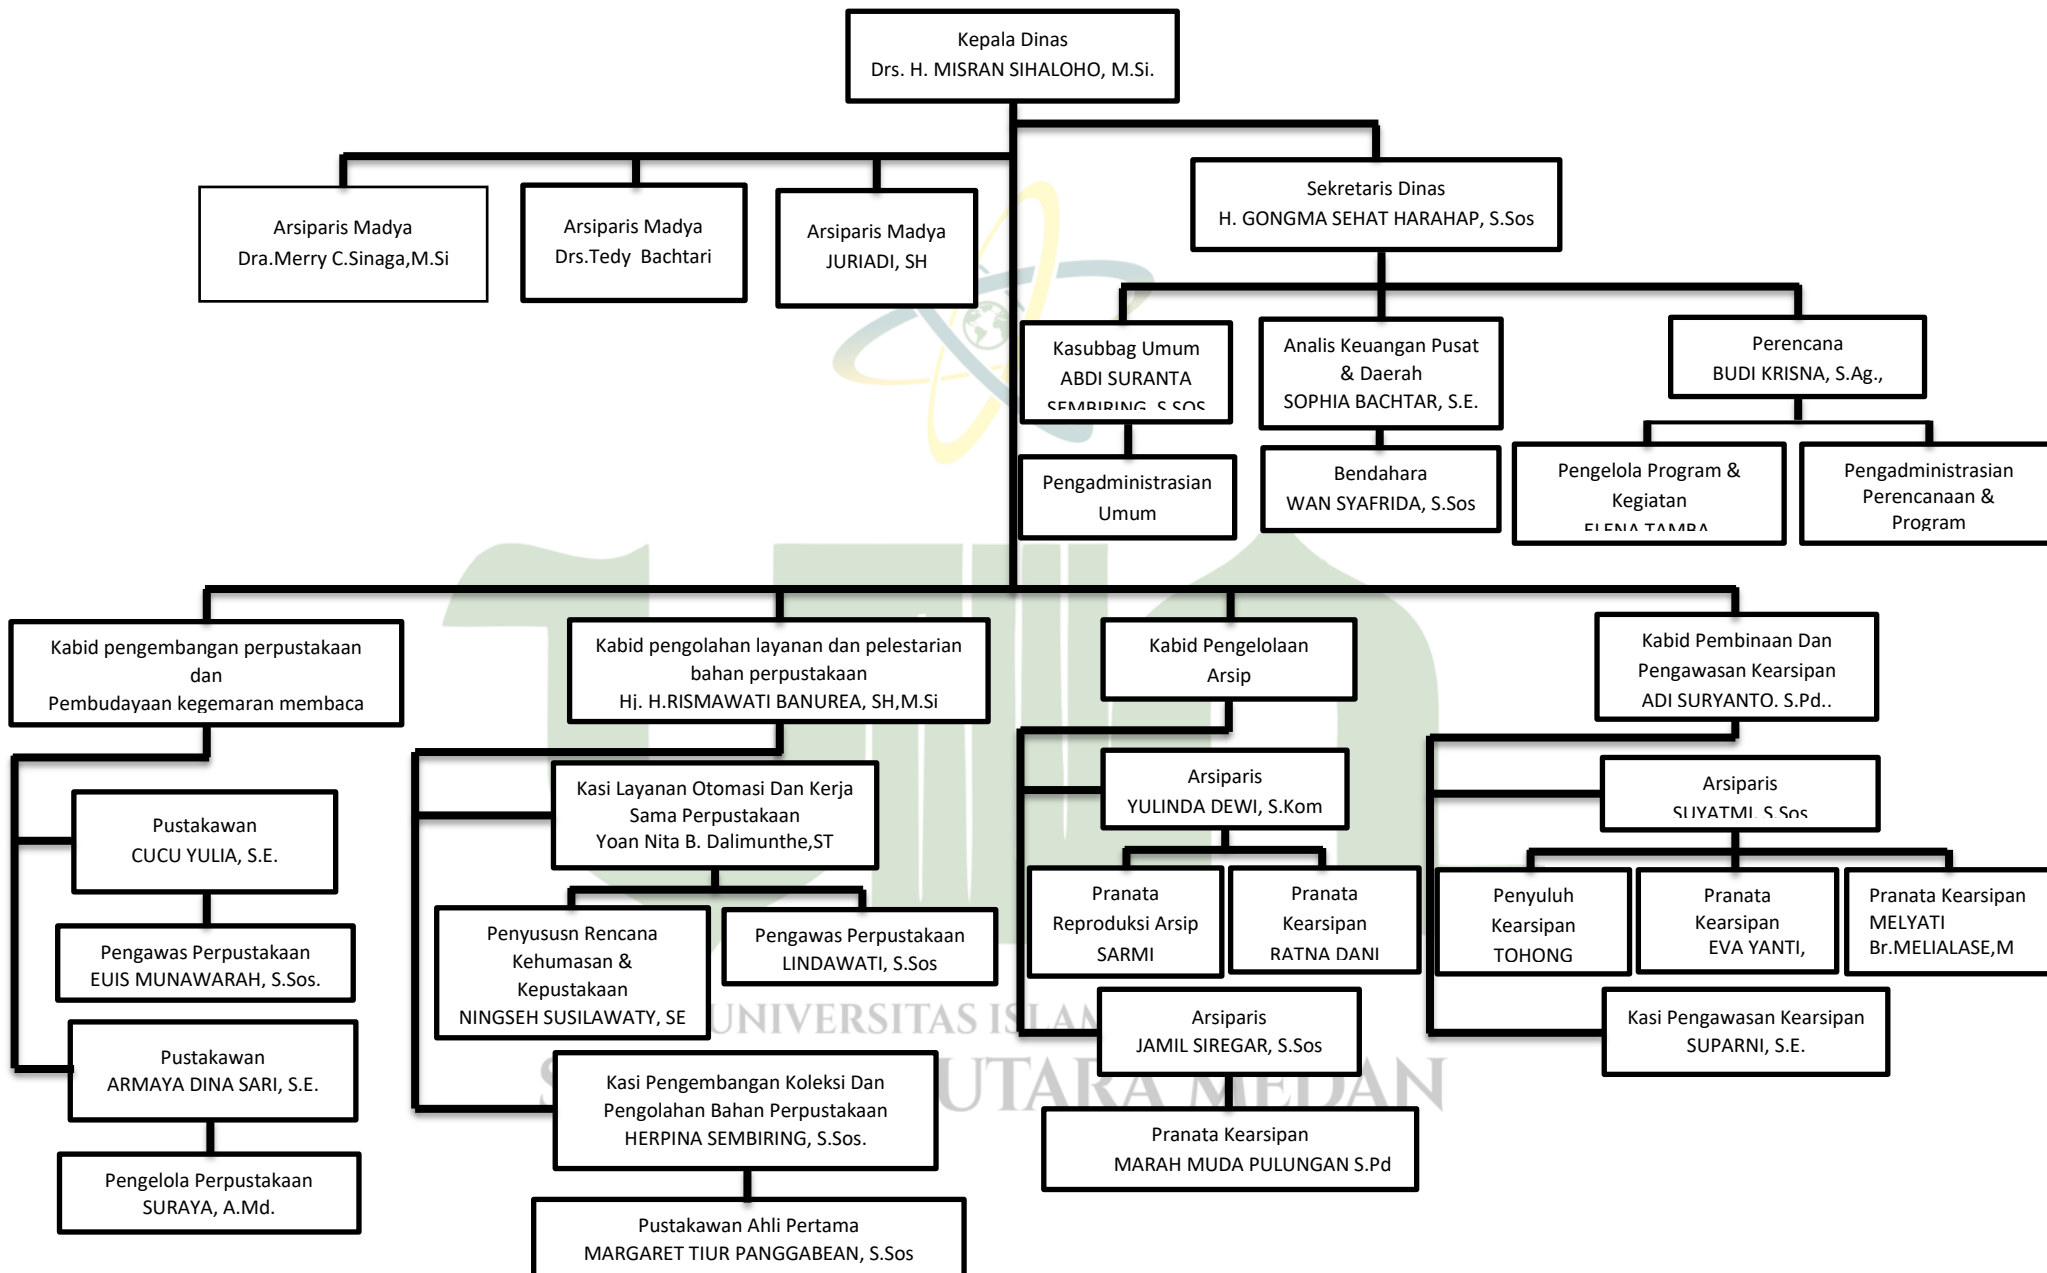 Kepala Dinas
Drs. H. MISRAN SIHALOHO, M.Si.
Arsiparis Madya
Dra.Merry C.Sinaga,M.Si
Arsiparis Madya
Drs.Tedy Bachtari
Arsiparis Madya
JURIADI, SH
Sekretaris Dinas
H. GONGMA SEHAT HARAHAP, S.Sos
Kasubbag Umum
ABDI SURANTA
SEMBIRING, S.SOS
Analis Keuangan Pusat
& Daerah
SOPHIA BACHTAR, S.E.
Perencana
BUDI KRISNA, S.Ag.,
Pengadministrasian
Umum
Bendahara
WAN SYAFRIDA, S.Sos
Pengelola Program &
Kegiatan
ELENA TAMBA
Pengadministrasian
Perencanaan &
Program
Kabid pengembangan perpustakaan
dan
Pembudayaan kegemaran membaca
Kabid pengolahan layanan dan pelestarian
bahan perpustakaan
Hj. H.RISMAWATI BANUREA, SH,M.Si
Kabid Pengelolaan
Arsip
Kabid Pembinaan Dan
Pengawasan Kearsipan
ADI SURYANTO. S.Pd..
Pustakawan
CUCU YULIA, S.E.
Pengawas Perpustakaan
EUIS MUNAWARAH, S.Sos.
Pustakawan
ARMAYA DINA SARI, S.E.
Pengelola Perpustakaan
SURAYA, A.Md.
Kasi Layanan Otomasi Dan Kerja
Sama Perpustakaan
Yoan Nita B. Dalimunthe,ST
Penyususn Rencana
Kehumasan &
Kepustakaan
NINGSEH SUSILAWATY, SE
Pengawas Perpustakaan
LINDAWATI, S.Sos
Kasi Pengembangan Koleksi Dan
Pengolahan Bahan Perpustakaan
HERPINA SEMBIRING, S.Sos.
Pustakawan Ahli Pertama
MARGARET TIUR PANGGABEAN, S.Sos
Arsiparis
YULINDA DEWI, S.Kom
Pranata
Reproduksi Arsip
SARMI
Pranata
Kearsipan
RATNA DANI
Arsiparis
JAMIL SIREGAR, S.Sos
Pranata Kearsipan
MARAH MUDA PULUNGAN S.Pd
Arsiparis
SUYATMI, S.Sos
Penyuluh
Kearsipan
TOHONG
Pranata
Kearsipan
EVA YANTI,
Pranata Kearsipan
MELYATI
Br.MELIALASE,M
Kasi Pengawasan Kearsipan
SUPARNI, S.E.
UNIVERSITAS ISLAM
UTARA MEDAN